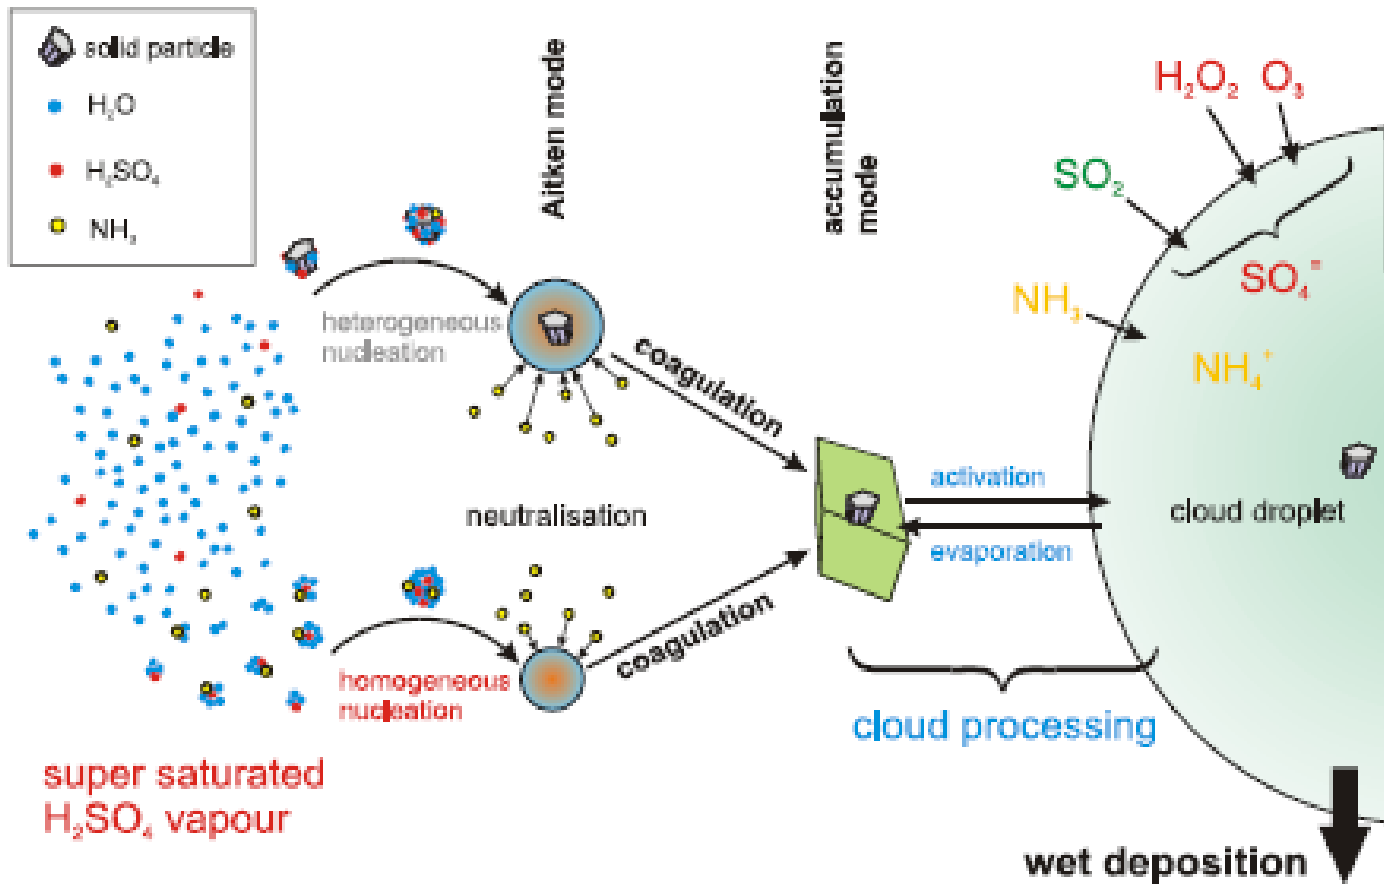 solid particle
H₂O
H₂SO₄
NH₃
Aitken mode
accumulation
mode
H₂O₂ O₃
SO₂
SO₄⁼
NH₃
NH₄⁺
heterogeneous
nucleation
coagulation
neutralisation
activation
evaporation
cloud droplet
homogeneous
nucleation
coagulation
cloud processing
super saturated
H₂SO₄ vapour
wet deposition